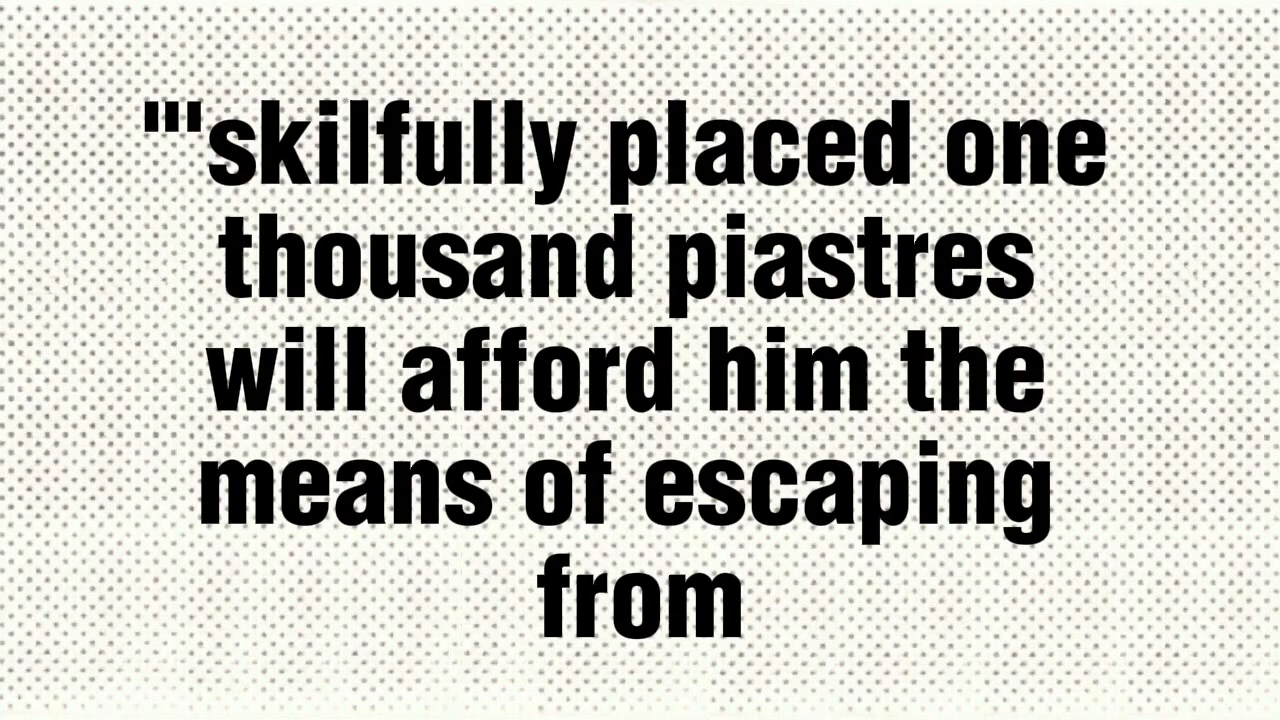 "'skilfully placed one
thousand piastres
will afford him the
means of escaping
from